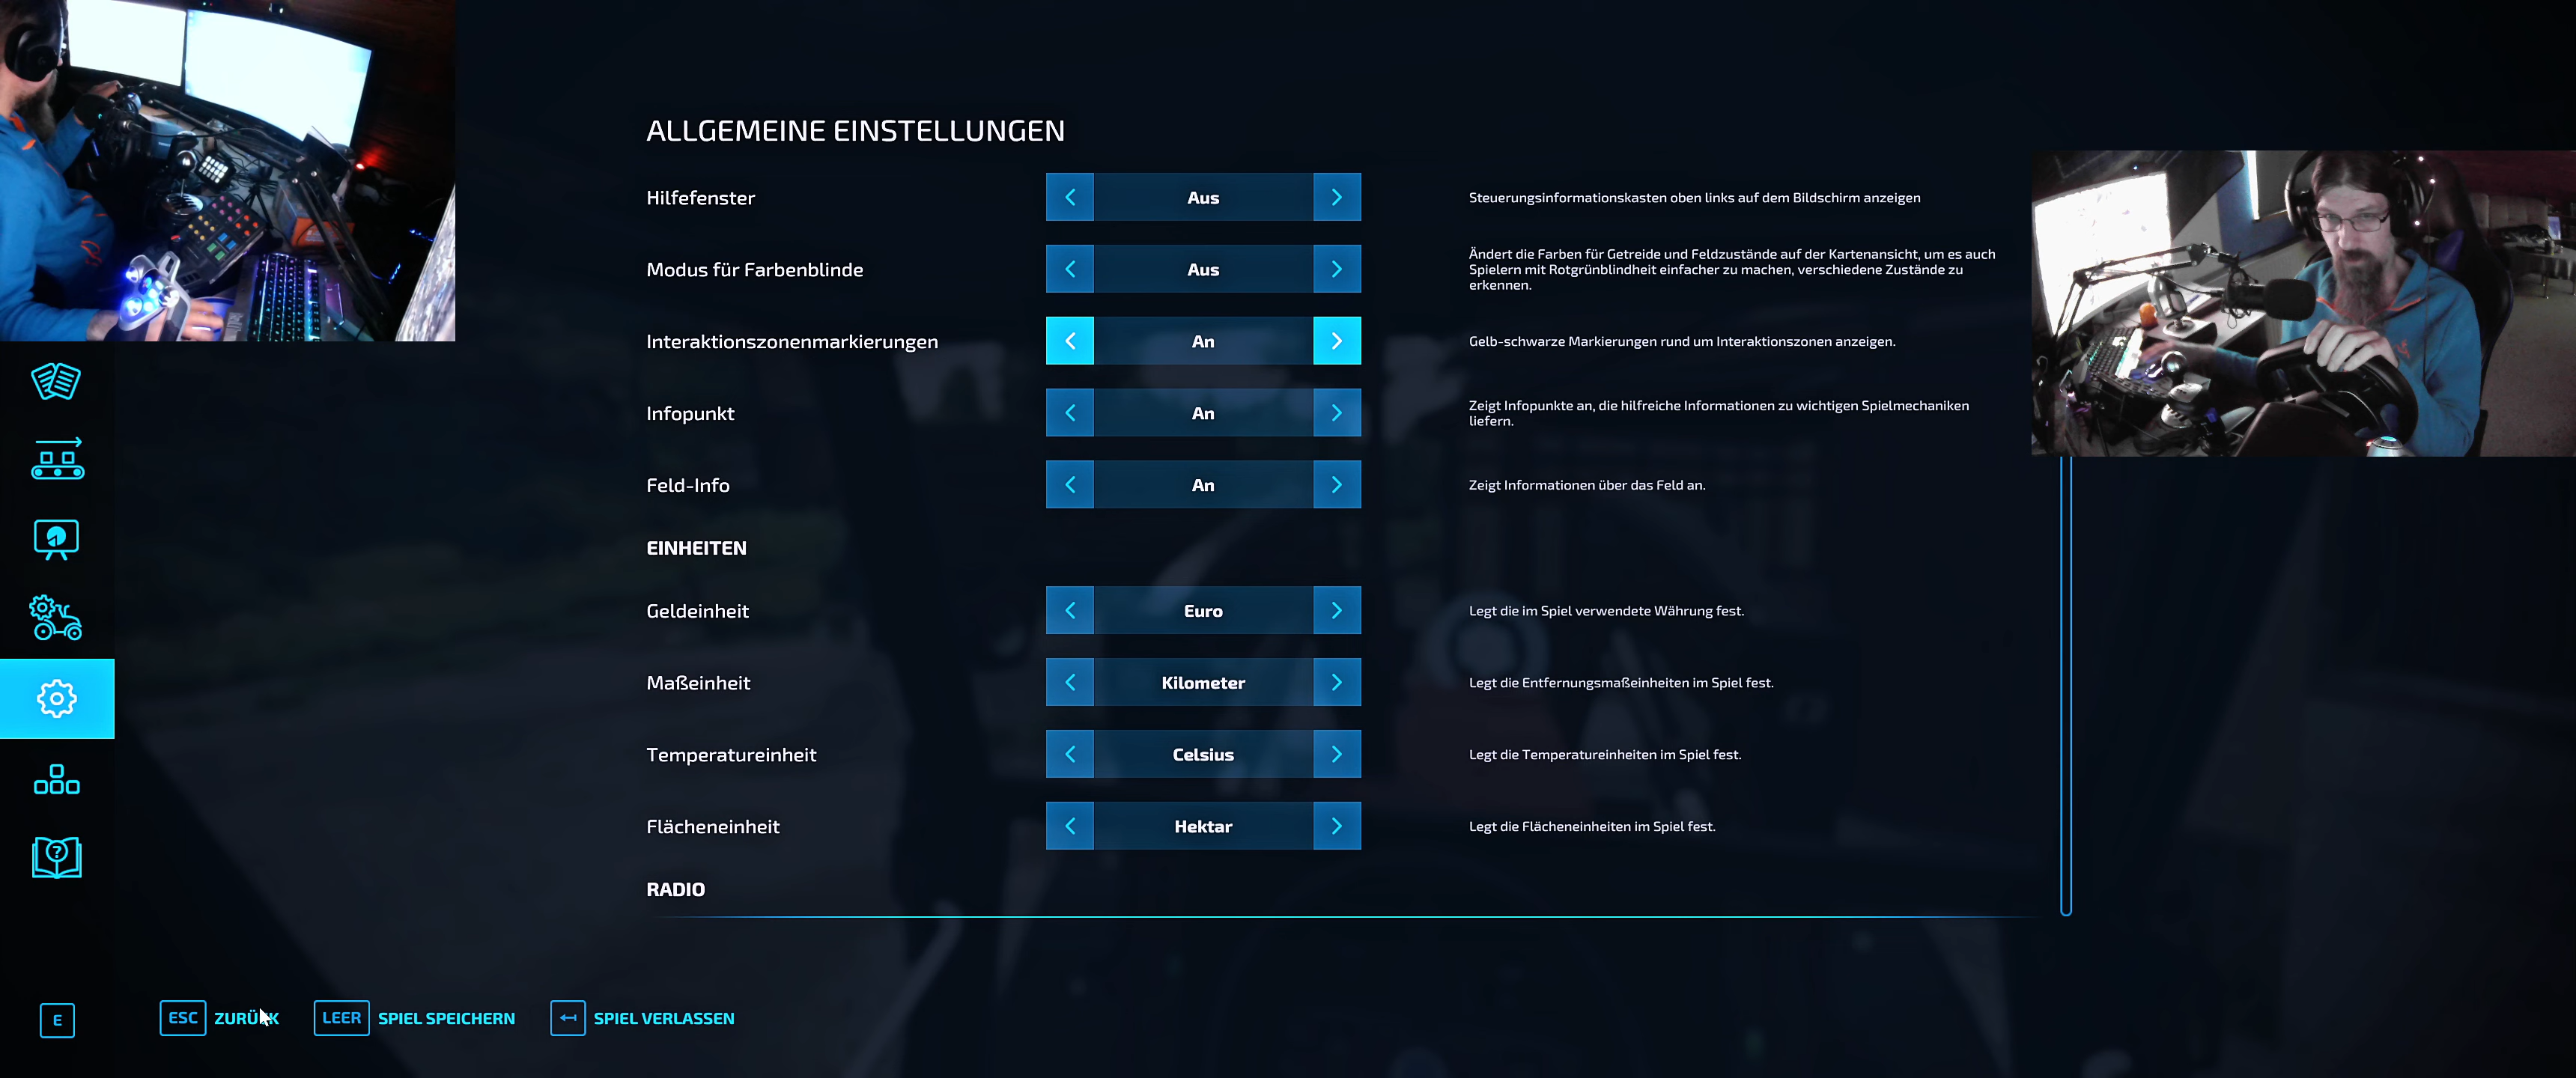 ALLGEMEINE EINSTELLUNGEN
Hilfefenster
Aus
Steuerungsinformationskasten oben links auf dem Bildschirm anzeigen
Modus für Farbenblinde
Aus
Ändert die Farben für Getreide und Feldzustände auf der Kartenansicht, um es auch
Spielern mit Rotgrünblindheit einfacher zu machen, verschiedene Zustände zu
erkennen.
Interaktionszonenmarkierungen
An
Gelb-schwarze Markierungen rund um Interaktionszonen anzeigen.
Infopunkt
An
Zeigt Infopunkte an, die hilfreiche Informationen zu wichtigen Spielmechaniken
liefern.
Feld-Info
An
Zeigt Informationen über das Feld an.
EINHEITEN
Geldeinheit
Euro
Legt die im Spiel verwendete Währung fest.
Maßeinheit
Kilometer
Legt die Entfernungsmaßeinheiten im Spiel fest.
Temperatureinheit
Celsius
Legt die Temperatureinheiten im Spiel fest.
Flächeneinheit
Hektar
Legt die Flächeneinheiten im Spiel fest.
RADIO
E
ESC ZURÜCK
LEER SPIEL SPEICHERN
SPIEL VERLASSEN